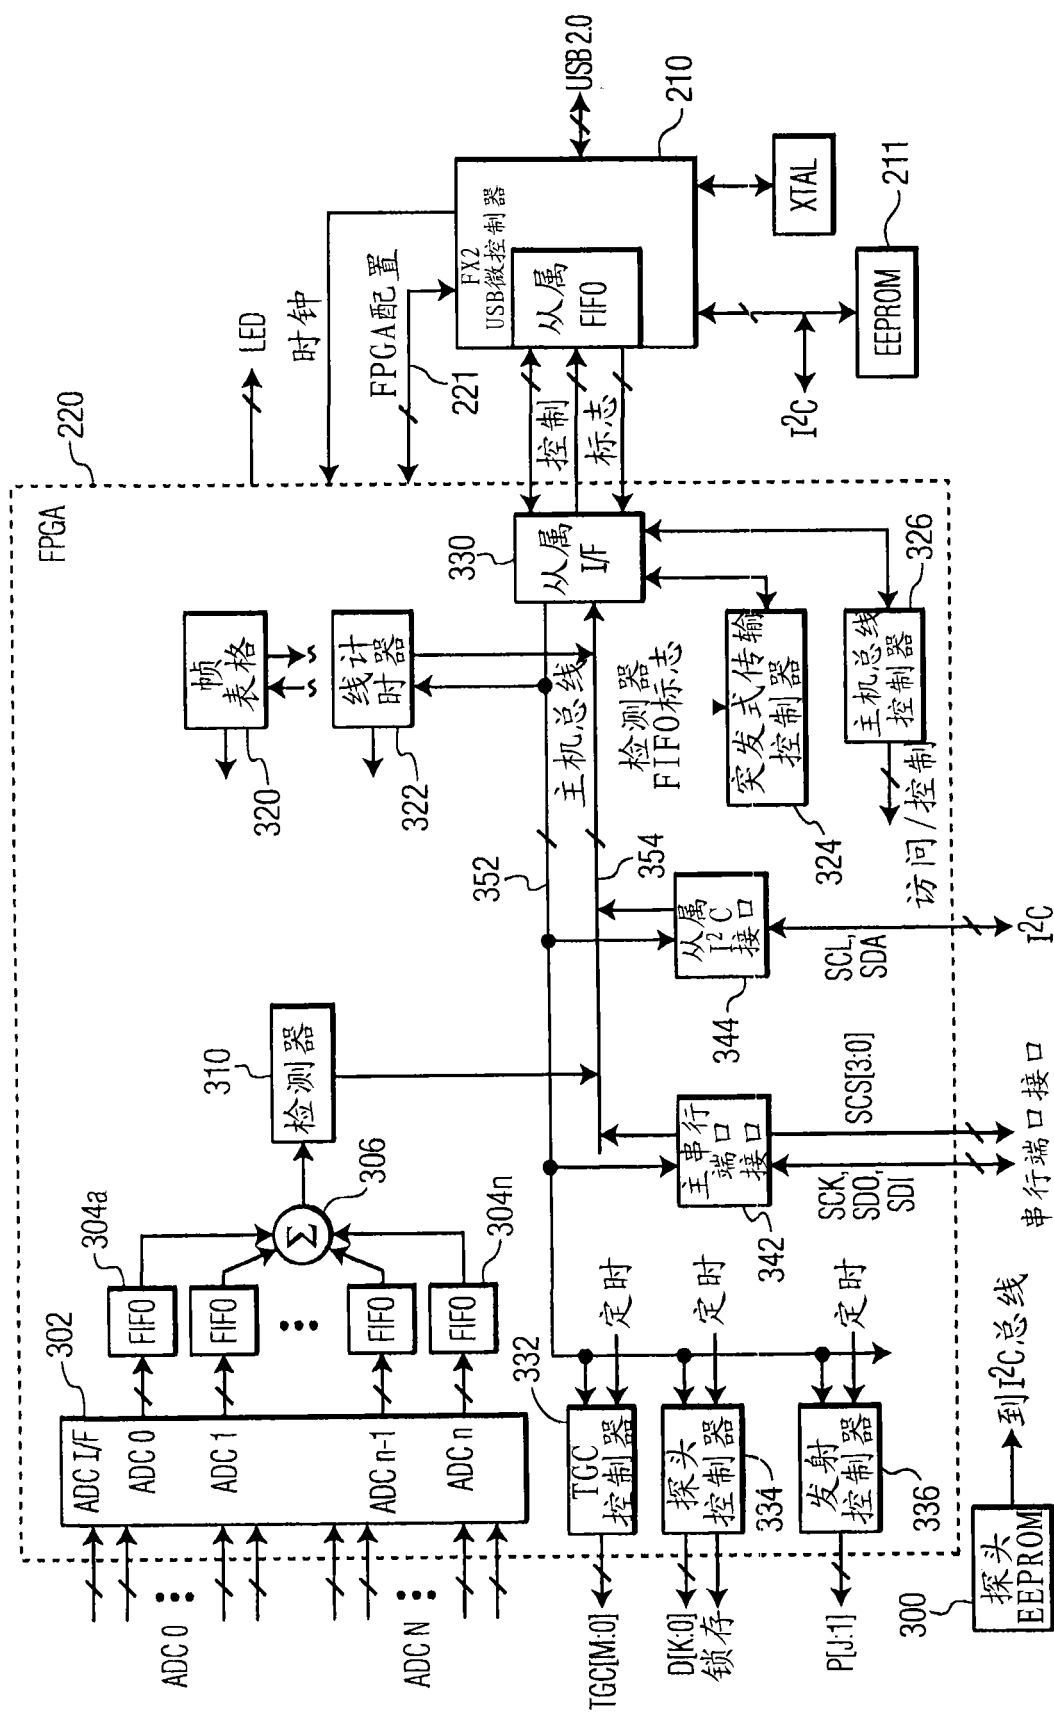 FPGA
220
302
ADC I/F
ADC 0
ADC 1
ADC n-1
ADC n
ADC 0
ADC N
304a
FIFO
FIFO
FIFO
FIFO
304n
Σ
306
310
检测器
帧
表格
320
线计
时器
322
LED
时钟
FPGA配置
221
FX2
USB微控制器
从属
FIFO
USB2.0
210
XTAL
211
EEPROM
I²C
控制
标志
330
从属
I/F
352
主机总线
354
检测器
FIFO标志
突发式传输
控制器
324
主机总线
控制器
326
访问/控制
从属
I²C
接口
344
SCL,
SDA
I²C
主串行
端口
接口
342
SCK,
SDO,
SDI
SCS[3:0]
串行端口接口
332
TGC
控制器
定时
TGC[M:0]
探头
控制器
334
定时
D[K:0]
锁存
发射
控制器
336
定时
P[J:1]
300
探头
EEPROM
到I²C总线